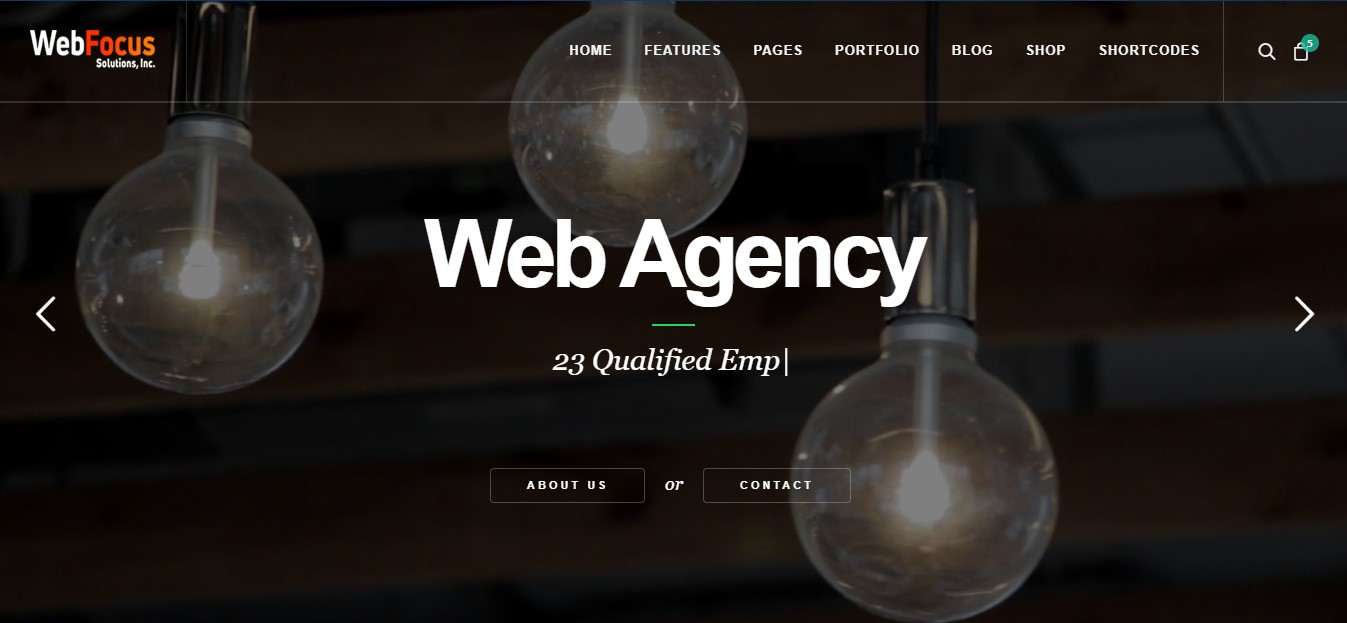 WebFocus
Solutions, Inc.
HOME FEATURES PAGES PORTFOLIO BLOG SHOP SHORTCODES
5
Web Agency
23 Qualified Emp|
ABOUT US or CONTACT